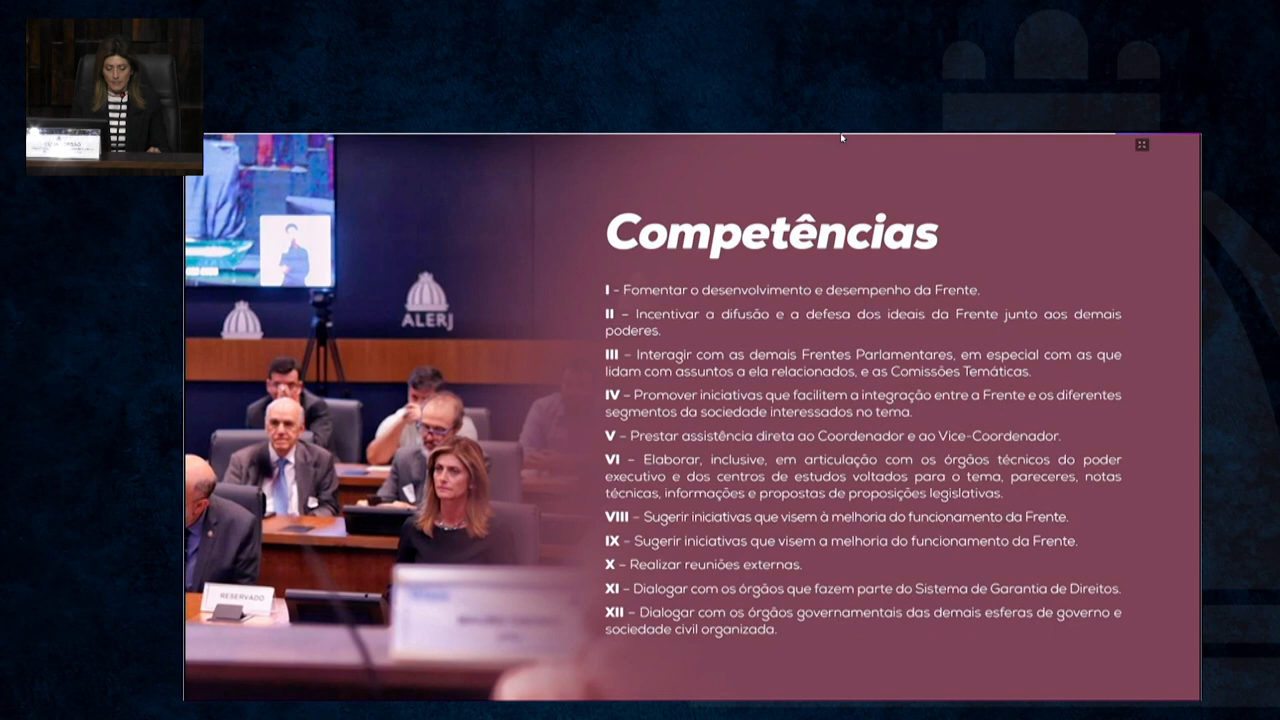 Competências
I - Fomentar o desenvolvimento e desempenho da Frente.
II – Incentivar a difusão e a defesa dos ideais da Frente junto aos demais
poderes.
III – Interagir com as demais Frentes Parlamentares, em especial com as que
lidam com assuntos a ela relacionados, e as Comissões Temáticas.
IV – Promover iniciativas que facilitem a integração entre a Frente e os diferentes
segmentos da sociedade interessados no tema.
V – Prestar assistência direta ao Coordenador e ao Vice-Coordenador.
VI – Elaborar, inclusive, em articulação com os órgãos técnicos do poder
executivo e dos centros de estudos voltados para o tema, pareceres, notas
técnicas, informações e propostas de proposições legislativas.
VIII – Sugerir iniciativas que visem à melhoria do funcionamento da Frente.
IX – Sugerir iniciativas que visem a melhoria do funcionamento da Frente.
X – Realizar reuniões externas.
XI – Dialogar com os órgãos que fazem parte do Sistema de Garantia de Direitos.
XII – Dialogar com os órgãos governamentais das demais esferas de governo e
sociedade civil organizada.
ALERJ
RESERVADO